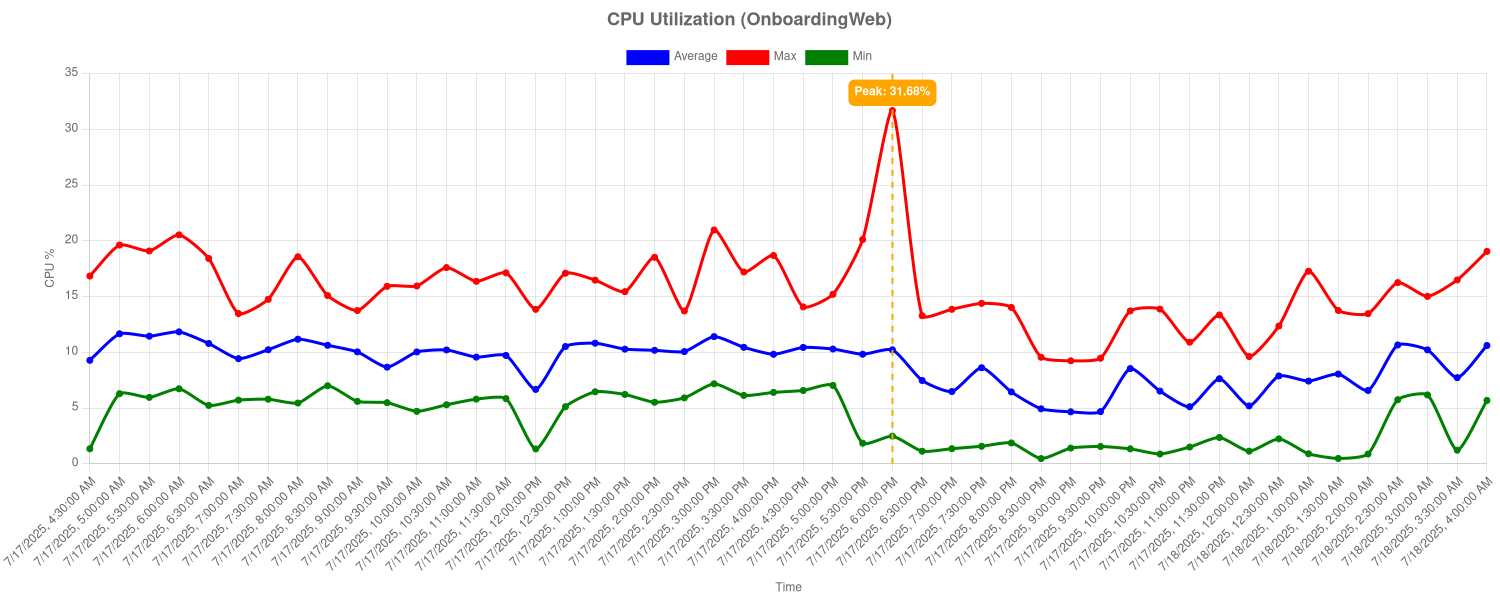 CPU Utilization (OnboardingWeb)
Average Max Min
Peak: 31.68%
CPU %
35
30
25
20
15
10
5
0
7/17/2025, 4:30:00 AM
7/17/2025, 5:00:00 AM
7/17/2025, 5:30:00 AM
7/17/2025, 6:00:00 AM
7/17/2025, 6:30:00 AM
7/17/2025, 7:00:00 AM
7/17/2025, 7:30:00 AM
7/17/2025, 8:00:00 AM
7/17/2025, 8:30:00 AM
7/17/2025, 9:00:00 AM
7/17/2025, 9:30:00 AM
7/17/2025, 10:00:00 AM
7/17/2025, 10:30:00 AM
7/17/2025, 11:00:00 AM
7/17/2025, 11:30:00 AM
7/17/2025, 12:00:00 PM
7/17/2025, 12:30:00 PM
7/17/2025, 1:00:00 PM
7/17/2025, 1:30:00 PM
7/17/2025, 2:00:00 PM
7/17/2025, 2:30:00 PM
7/17/2025, 3:00:00 PM
7/17/2025, 3:30:00 PM
7/17/2025, 4:00:00 PM
7/17/2025, 4:30:00 PM
7/17/2025, 5:00:00 PM
7/17/2025, 5:30:00 PM
7/17/2025, 6:00:00 PM
7/17/2025, 6:30:00 PM
7/17/2025, 7:00:00 PM
7/17/2025, 7:30:00 PM
7/17/2025, 8:00:00 PM
7/17/2025, 8:30:00 PM
7/17/2025, 9:00:00 PM
7/17/2025, 9:30:00 PM
7/17/2025, 10:00:00 PM
7/17/2025, 10:30:00 PM
7/17/2025, 11:00:00 PM
7/17/2025, 11:30:00 PM
7/18/2025, 12:00:00 AM
7/18/2025, 12:30:00 AM
7/18/2025, 1:00:00 AM
7/18/2025, 1:30:00 AM
7/18/2025, 2:00:00 AM
7/18/2025, 2:30:00 AM
7/18/2025, 3:00:00 AM
7/18/2025, 3:30:00 AM
7/18/2025, 4:00:00 AM
Time